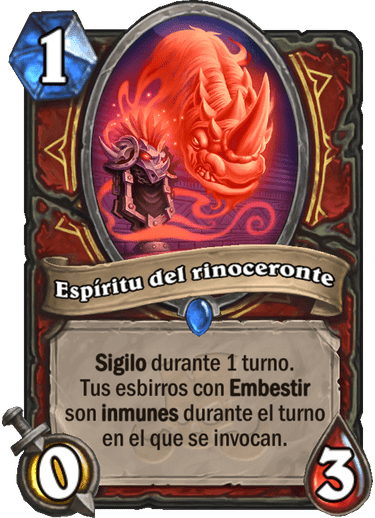 1
Espíritu del rinoceronte
Sigilo durante 1 turno.
Tus esbirros con Embestir
son inmunes durante el turno
en el que se invocan.
0
3